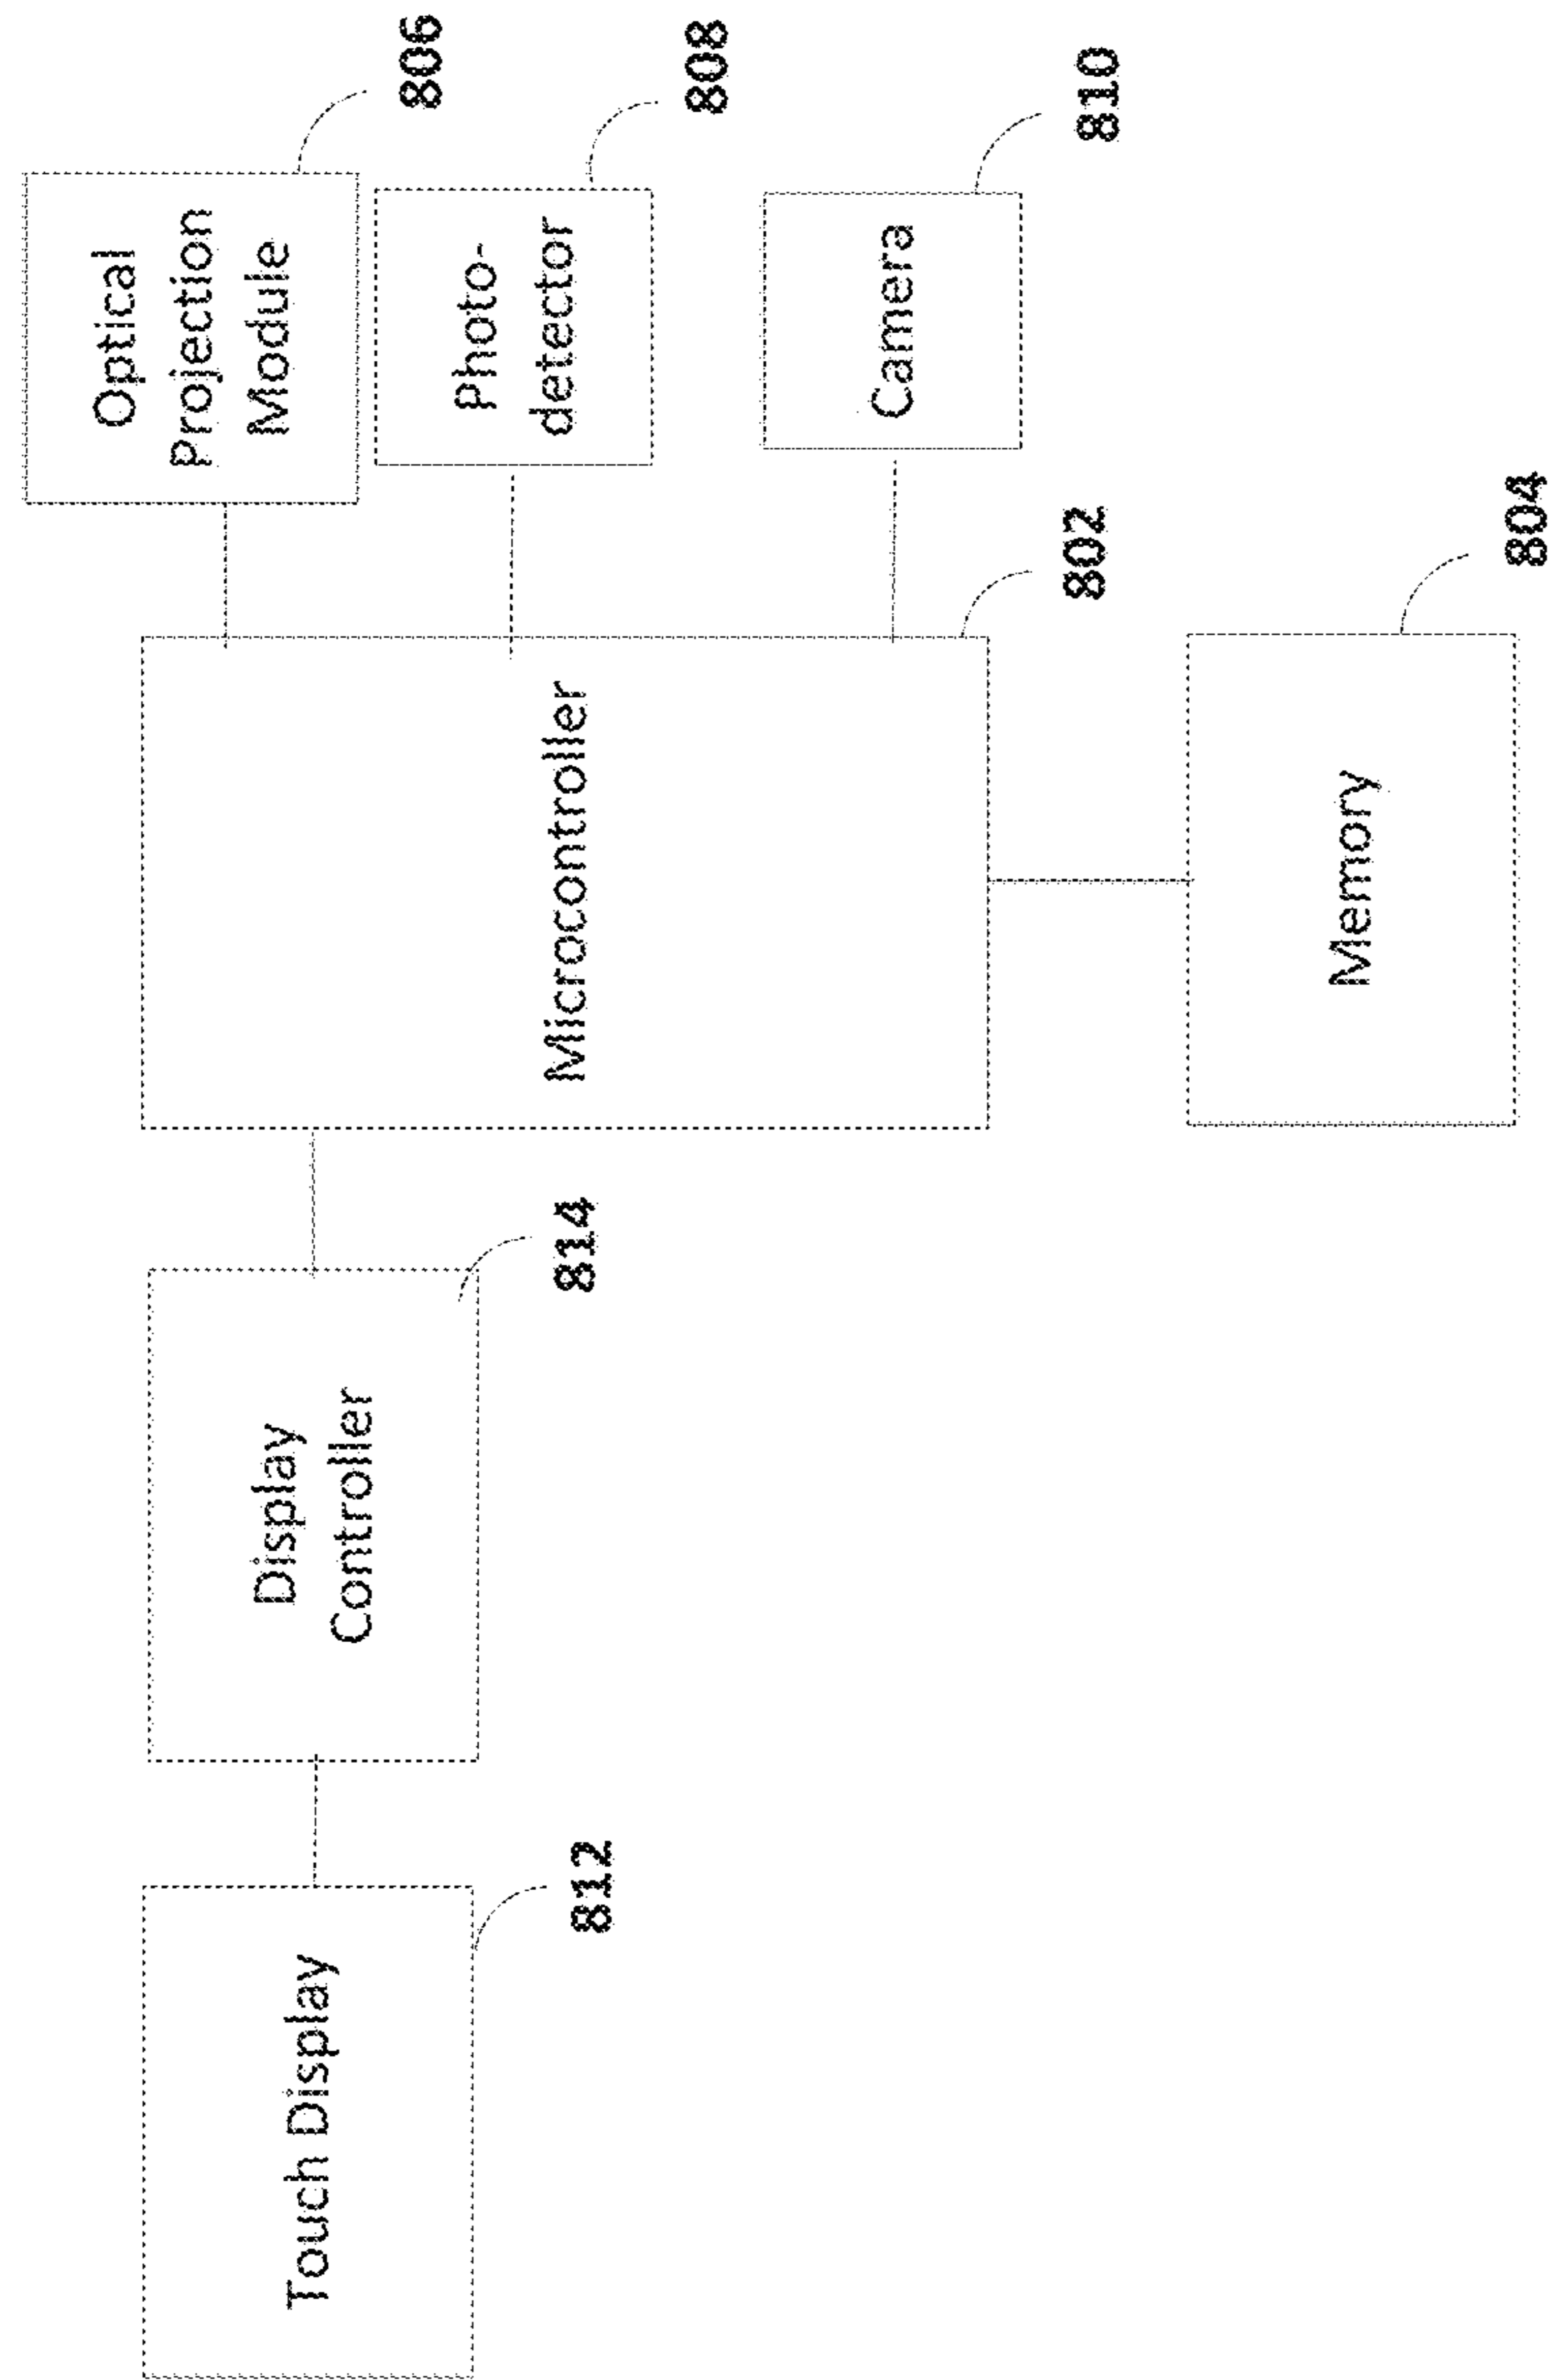 Optical
Projection
Module
806
Photo-
detector
808
Camera
810
Microcontroller
802
Memory
804
Display
Controller
814
Touch Display
812